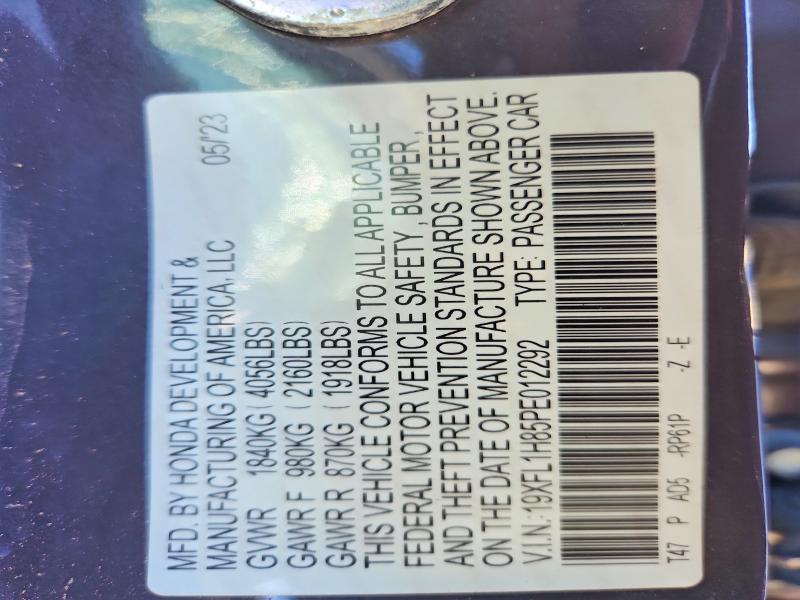 MFD. BY HONDA DEVELOPMENT &
MANUFACTURING OF AMERICA, LLC 05/'23
GVWR 1840KG (4056LBS)
GAWR F 980KG (2160LBS)
GAWR R 870KG (1918LBS)
THIS VEHICLE CONFORMS TO ALL APPLICABLE
FEDERAL MOTOR VEHICLE SAFETY, BUMPER,
AND THEFT PREVENTION STANDARDS IN EFFECT
ON THE DATE OF MANUFACTURE SHOWN ABOVE.
V.I.N:19XFL1H85PE012292 TYPE: PASSENGER CAR
T47 P AD5 -RP61P -Z -E